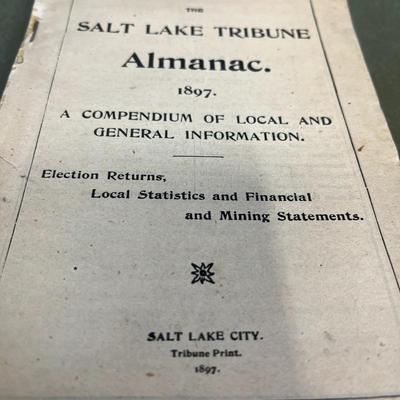 THE
SALT LAKE TRIBUNE
Almanac.
1897.
A COMPENDIUM OF LOCAL AND
GENERAL INFORMATION.
Election Returns,
Local Statistics and Financial
and Mining Statements.
SALT LAKE CITY.
Tribune Print.
1897.